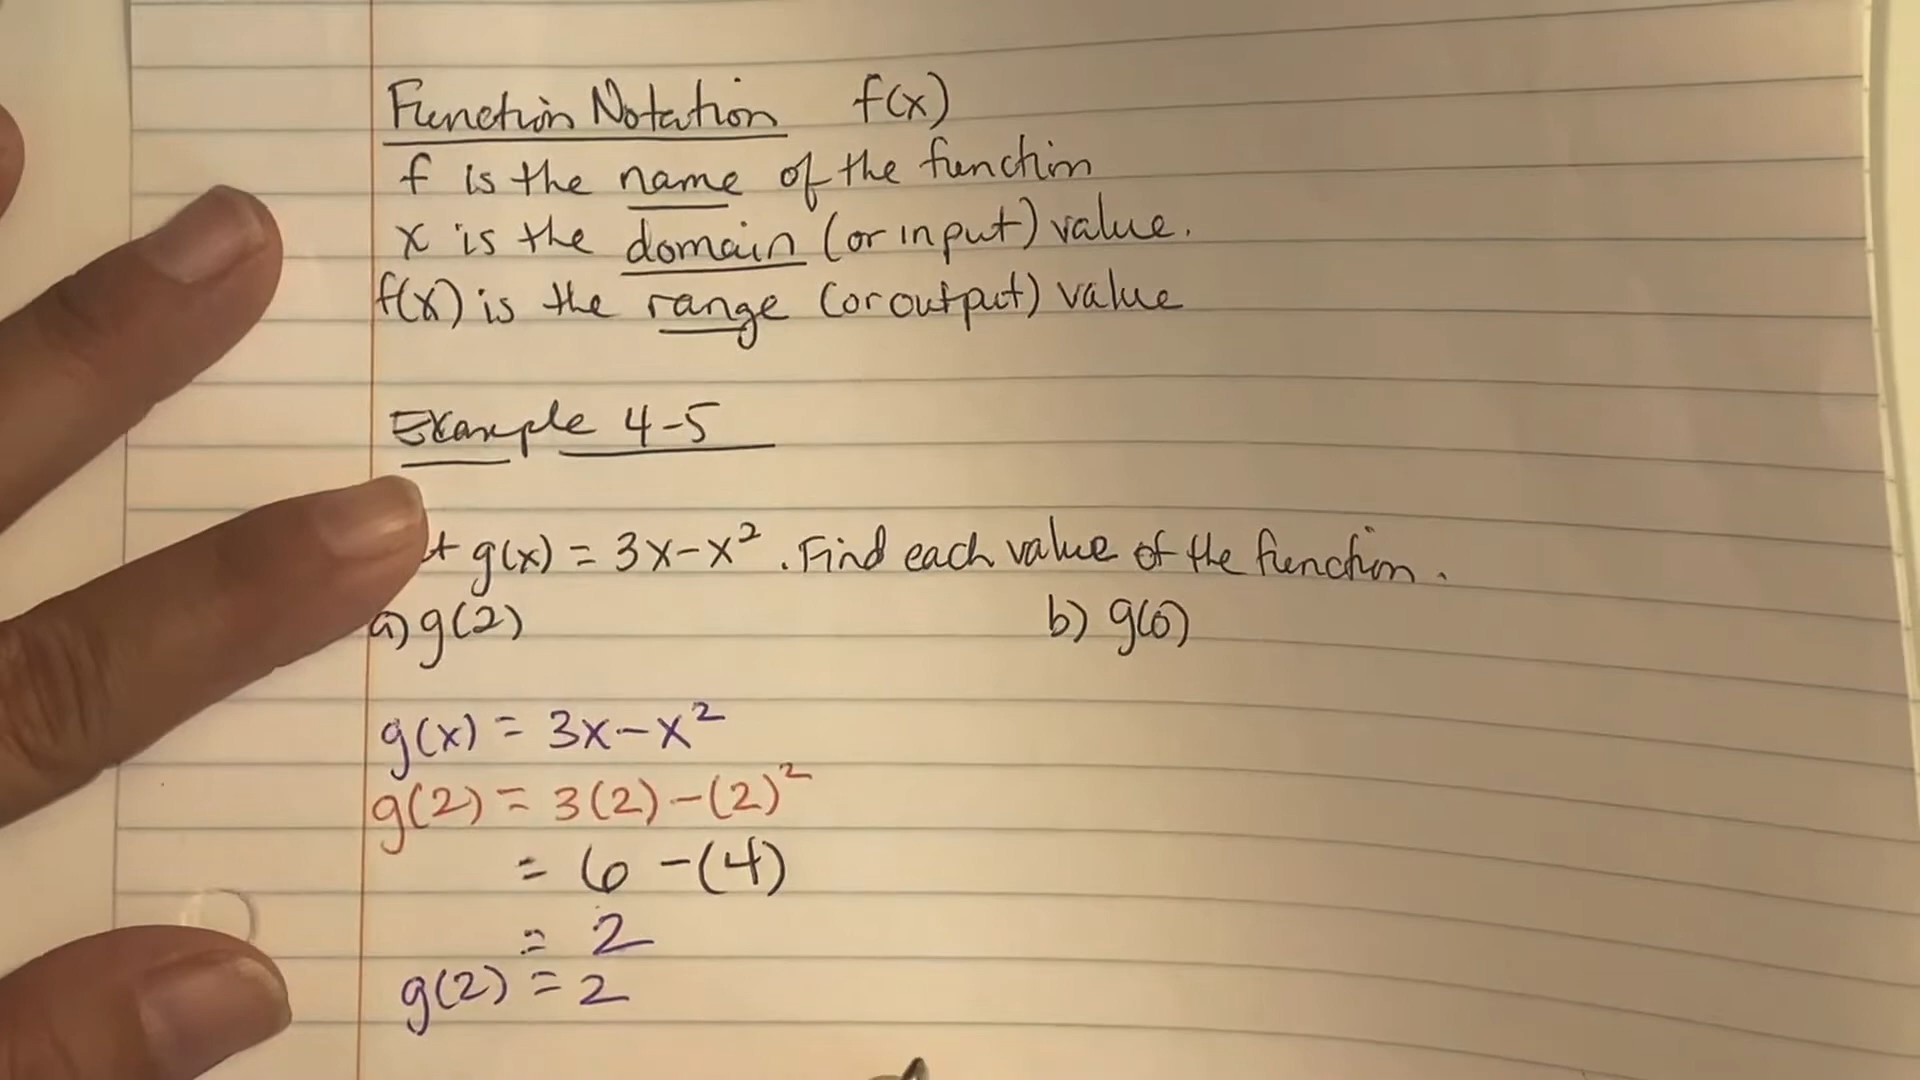 Function Notation f(x)
f is the name of the function
x is the domain (or input) value.
f(x) is the range (or output) value
Example 4-5
g(x) = 3x-x². Find each value of the function.
a) g(2) b)
g(x) = 3x-x²
g(2) = 3(2)-(2)²
= 6 -(4)
= 2
g(2) = 2